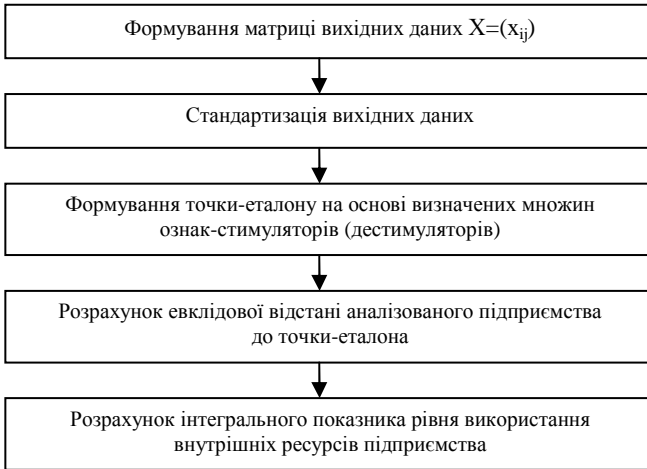 Формування матриці вихідних даних X=(x_ij)
Стандартизація вихідних даних
Формування точки-еталону на основі визначених множин
ознак-стимуляторів (дестимуляторів)
Розрахунок евклідової відстані аналізованого підприємства
до точки-еталона
Розрахунок інтегрального показника рівня використання
внутрішніх ресурсів підприємства